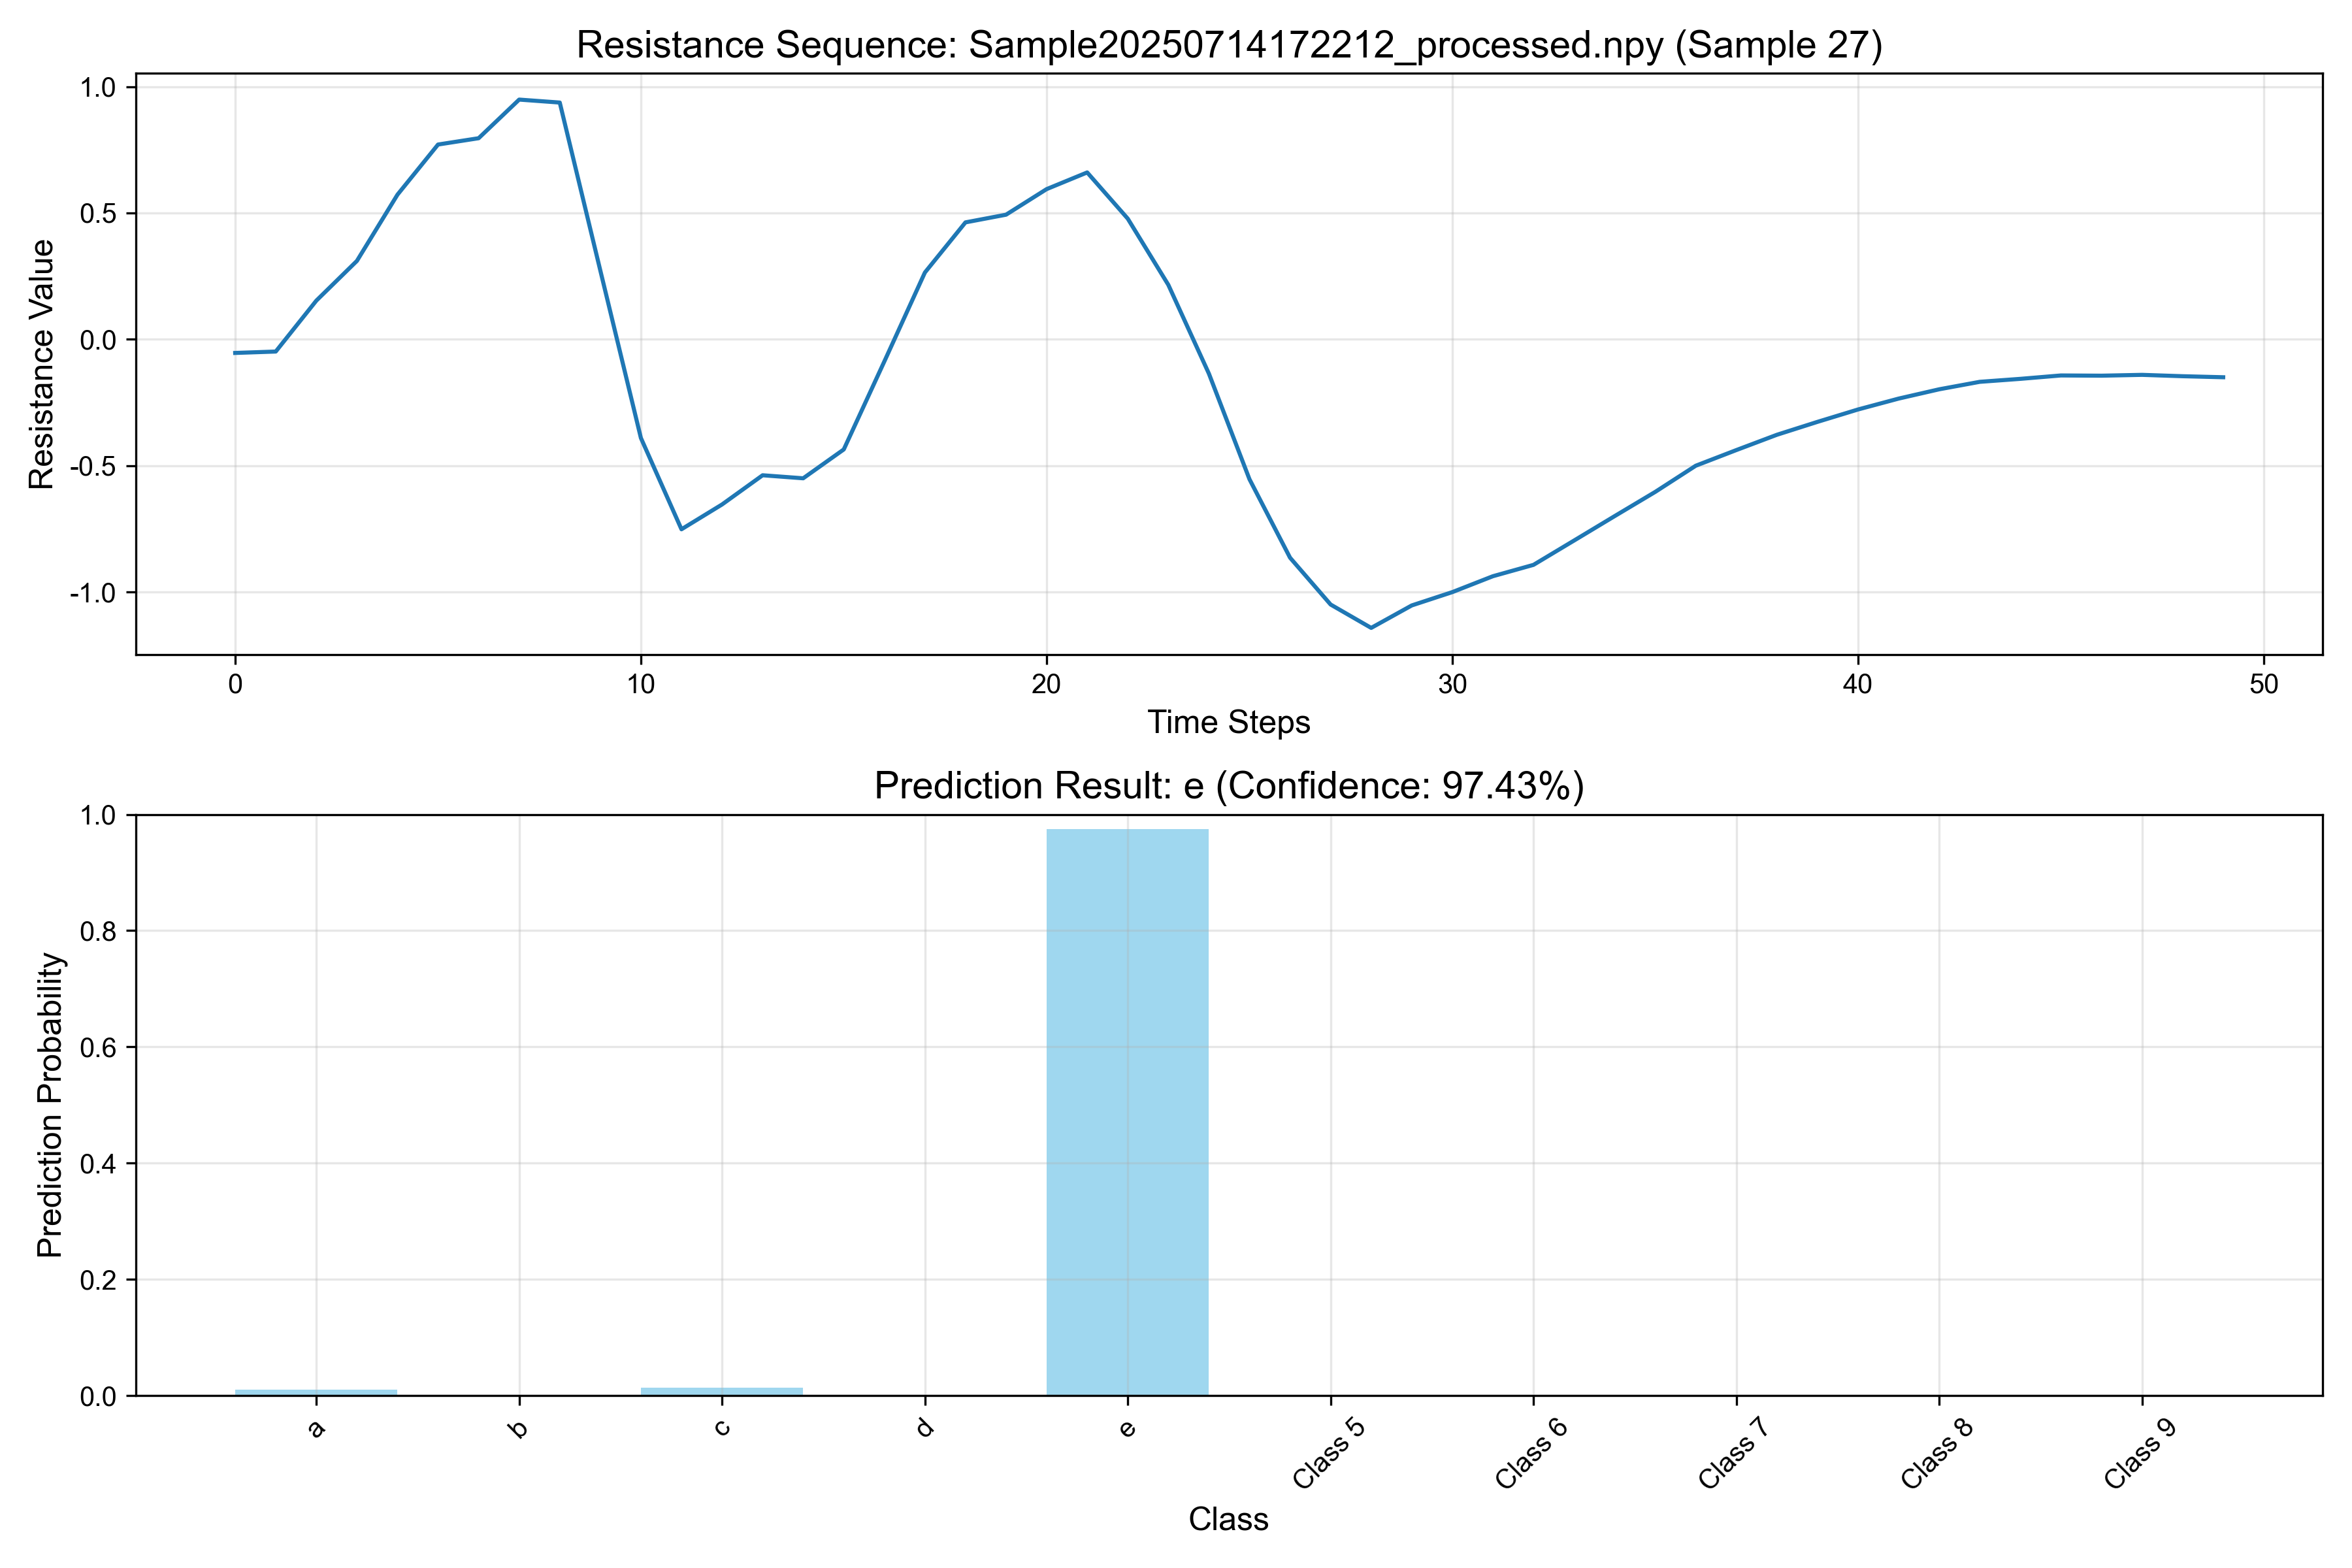 Resistance Sequence: Sample20250714172212_processed.npy (Sample 27)
Resistance Value
1.0
0.5
0.0
-0.5
-1.0
0 10 20 30 40 50
Time Steps
Prediction Result: e (Confidence: 97.43%)
Prediction Probability
1.0
0.8
0.6
0.4
0.2
0.0
a b c d e Class 5 Class 6 Class 7 Class 8 Class 9
Class